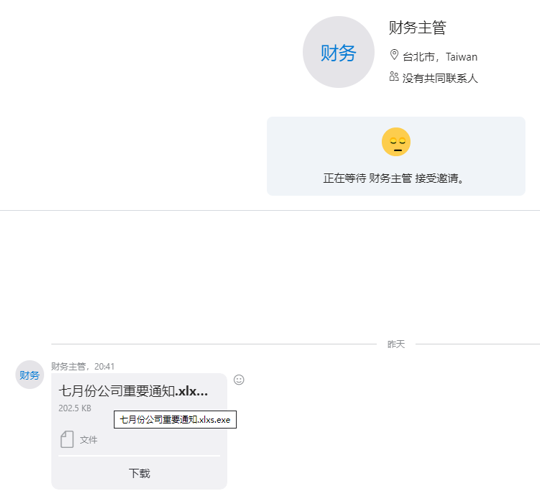 财务
财务主管
台北市，Taiwan
没有共同联系人
正在等待 财务主管 接受邀请。
昨天
财务
财务主管，20:41
七月份公司重要通知.xlx...
202.5 KB
七月份公司重要通知.xlxs.exe
文件
下载